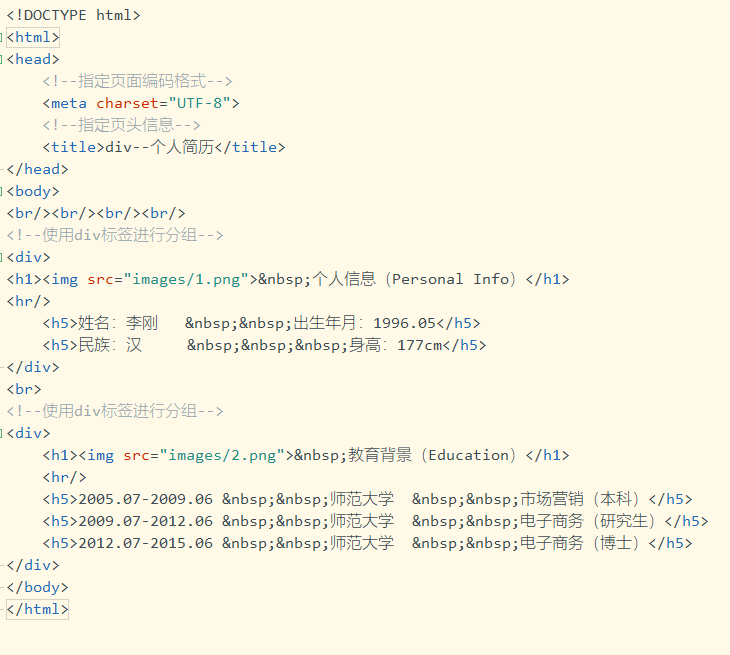 <!DOCTYPE html>
<html>
<head>
    <!--指定页面编码格式-->
    <meta charset="UTF-8">
    <!--指定页头信息-->
    <title>div--个人简历</title>
</head>
<body>
<br/><br/><br/><br/>
<!--使用div标签进行分组-->
<div>
<h1><img src="images/1.png">&nbsp;个人信息（Personal Info）</h1>
<hr/>
    <h5>姓名：李刚   &nbsp;&nbsp;出生年月：1996.05</h5>
    <h5>民族：汉     &nbsp;&nbsp;&nbsp;身高：177cm</h5>
</div>
<br>
<!--使用div标签进行分组-->
<div>
    <h1><img src="images/2.png">&nbsp;教育背景（Education）</h1>
    <hr/>
    <h5>2005.07-2009.06 &nbsp;&nbsp;师范大学  &nbsp;&nbsp;市场营销（本科）</h5>
    <h5>2009.07-2012.06 &nbsp;&nbsp;师范大学  &nbsp;&nbsp;电子商务（研究生）</h5>
    <h5>2012.07-2015.06 &nbsp;&nbsp;师范大学  &nbsp;&nbsp;电子商务（博士）</h5>
</div>
</body>
</html>